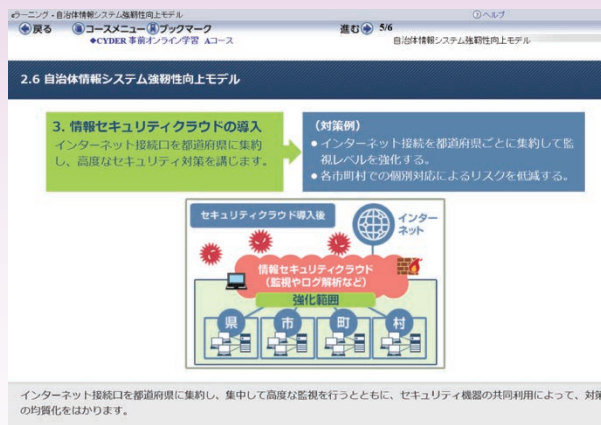 ラーニング - 自治体情報システム強靭性向上モデル
ヘルプ
戻る コースメニュー ブックマーク 進む 5/6
◆CYDER 事前オンライン学習 Aコース 自治体情報システム強靭性向上モデル
2.6 自治体情報システム強靭性向上モデル
3. 情報セキュリティクラウドの導入
インターネット接続口を都道府県に集約
し、高度なセキュリティ対策を講じます。
(対策例)
●インターネット接続を都道府県ごとに集約して監
視レベルを強化する。
●各市町村での個別対応によるリスクを低減する。
セキュリティクラウド導入後
インター
ネット
情報セキュリティクラウド
(監視やログ解析など)
強化範囲
県 市 町 村
インターネット接続口を都道府県に集約し、集中して高度な監視を行うとともに、セキュリティ機器の共同利用によって、対策
の均質化をはかります。